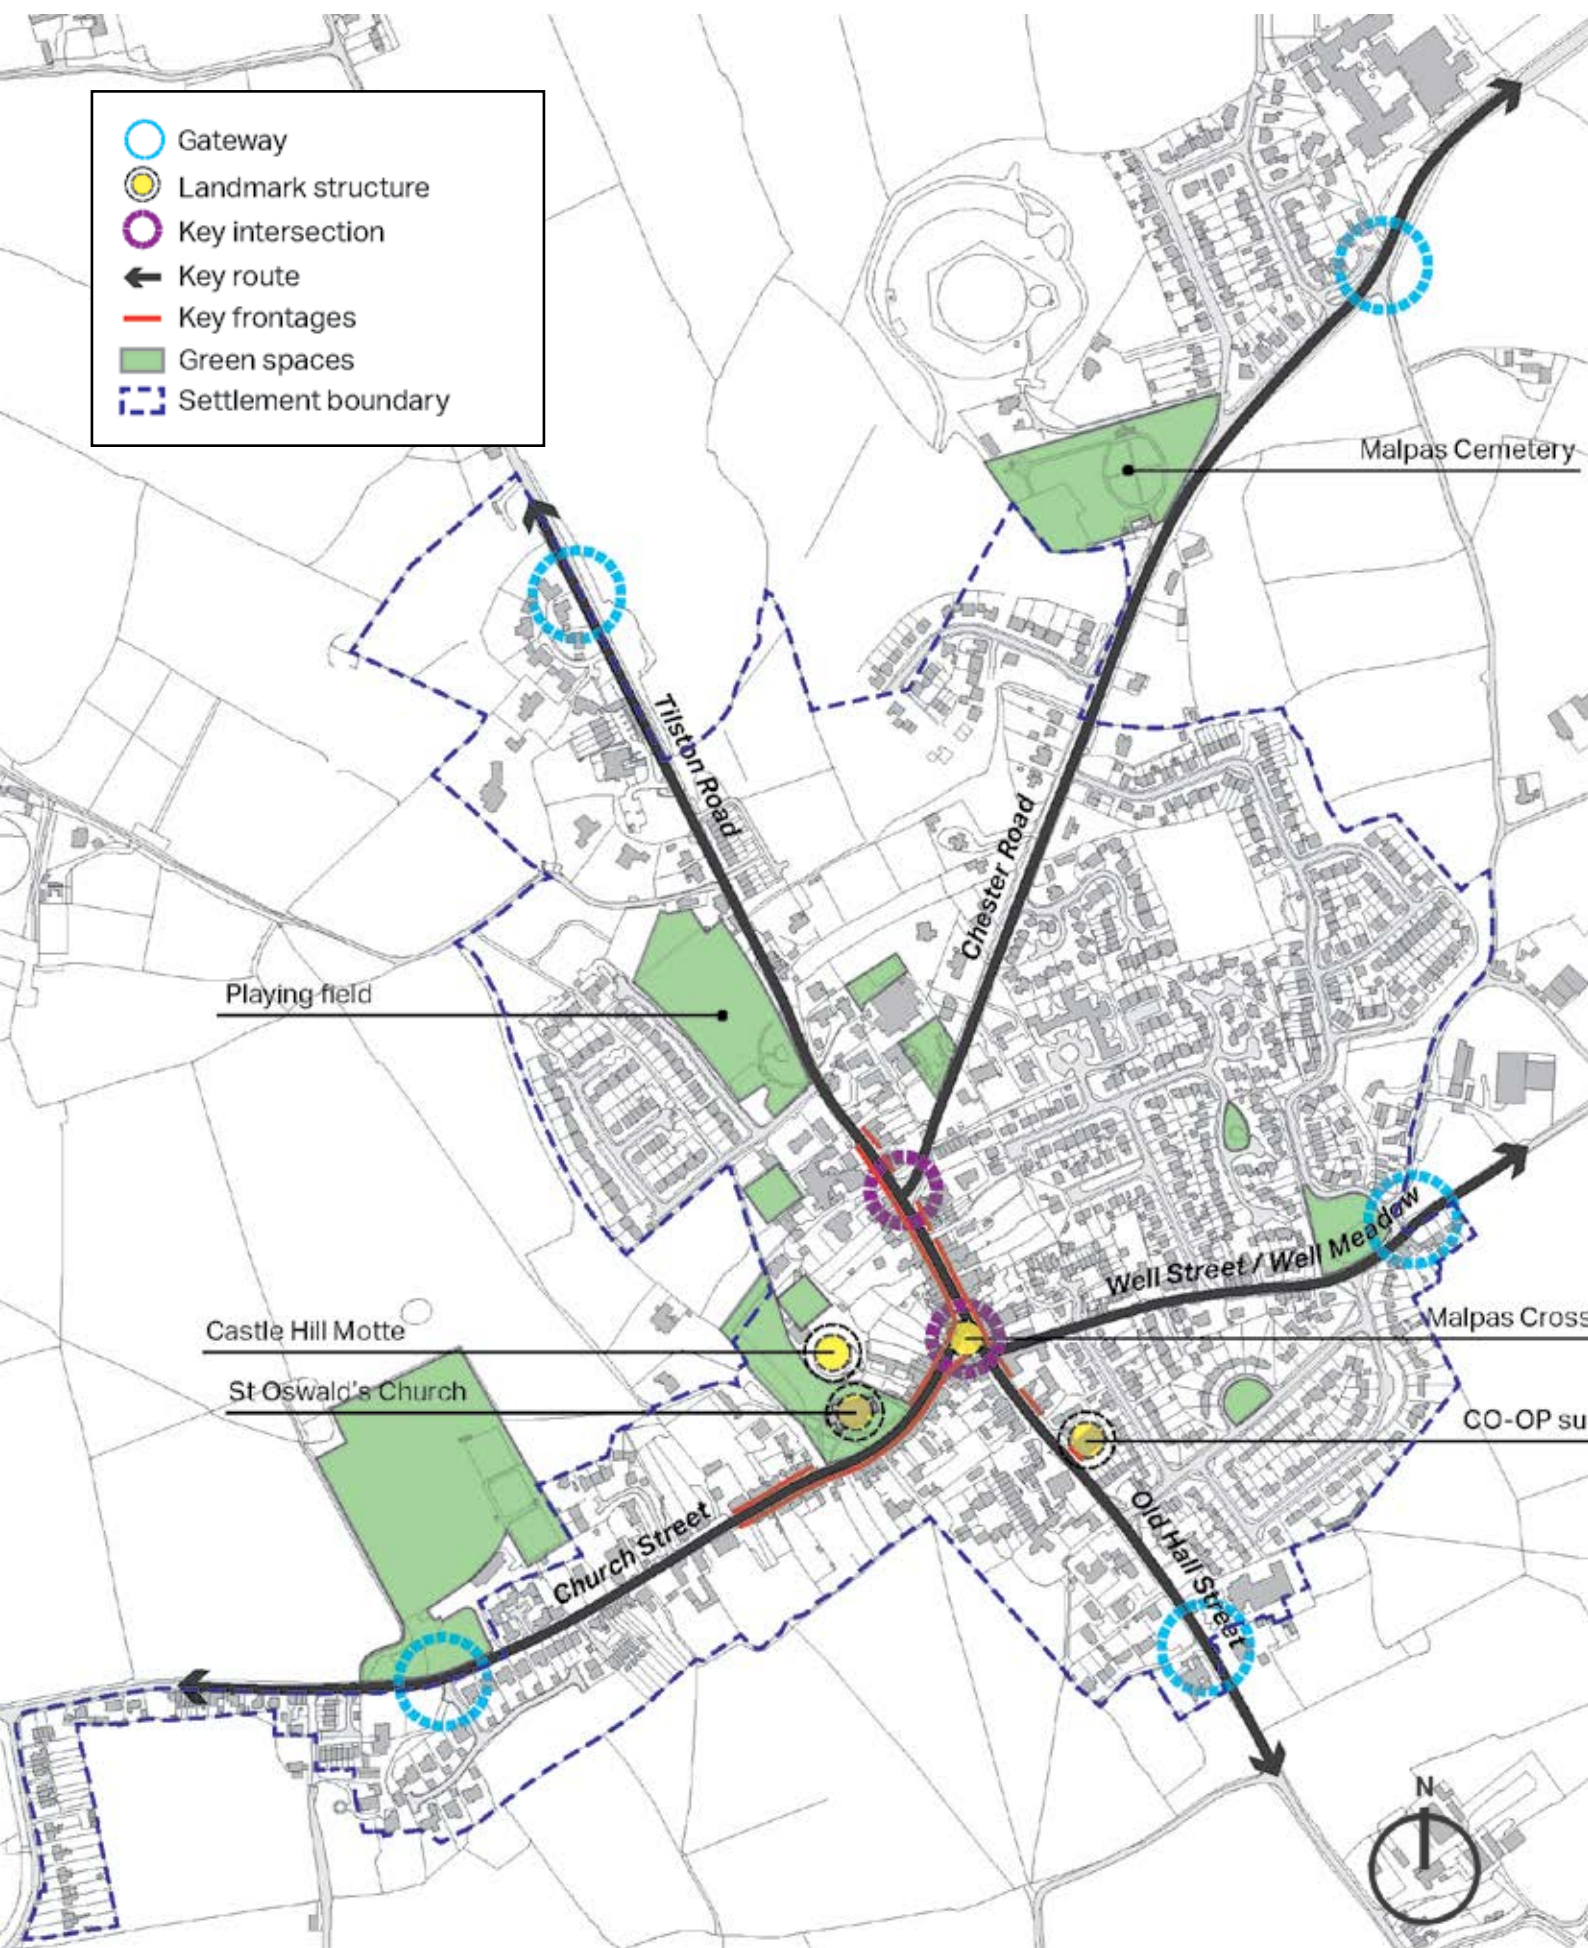 Gateway
Landmark structure
Key intersection
Key route
Key frontages
Green spaces
Settlement boundary
Malpas Cemetery
Tilston Road
Chester Road
Playing field
Well Street / Well Meadow
Castle Hill Motte
Malpas Cross
St Oswald's Church
CO-OP su
Church Street
Old Hall Street
N